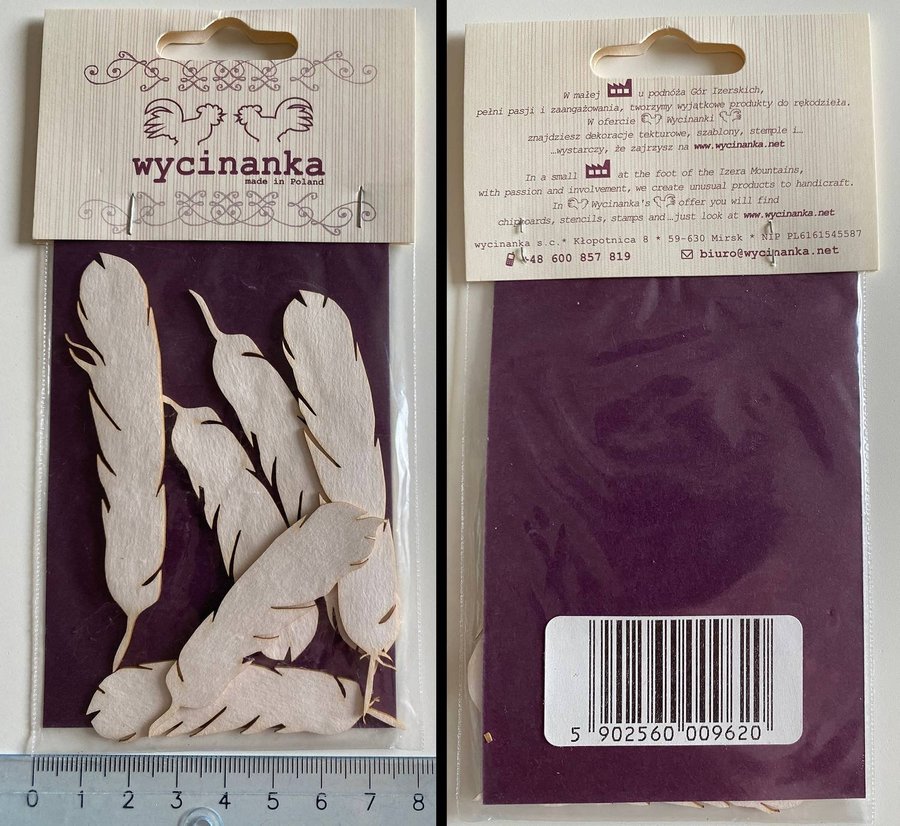 wycinanka
made in Poland
0 1 2 3 4 5 6 7 8
W małej u podnóża Gór Izerskich,
pełni pasji i zaangażowania, tworzymy wyjątkowe produkty do rękodzieła.
W ofercie Wycinanki
znajdziesz dekoracje tekturowe, szablony, stemple i…
…wystarczy, że zajrzysz na www.wycinanka.net
In a small at the foot of the Izera Mountains,
with passion and involvement, we create unusual products to handicraft.
In Wycinanka's offer you will find
chipboards, stencils, stamps and…just look at www.wycinanka.net
wycinanka s.c.* Kłopotnica 8 * 59-630 Mirsk * NIP PL6161545587
+48 600 857 819 biuro@wycinanka.net
5 902560 009620